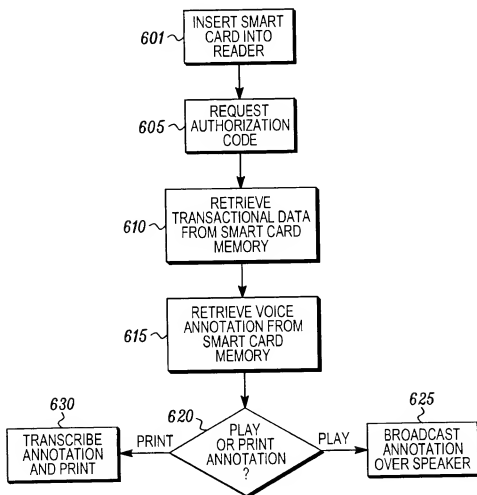 601
INSERT SMART
CARD INTO
READER
605
REQUEST
AUTHORIZATION
CODE
610
RETRIEVE
TRANSACTIONAL DATA
FROM SMART CARD
MEMORY
615
RETRIEVE VOICE
ANNOTATION FROM
SMART CARD
MEMORY
620
PLAY
OR PRINT
ANNOTATION
?
630
TRANSCRIBE
ANNOTATION
AND PRINT
PRINT
PLAY
625
BROADCAST
ANNOTATION
OVER SPEAKER